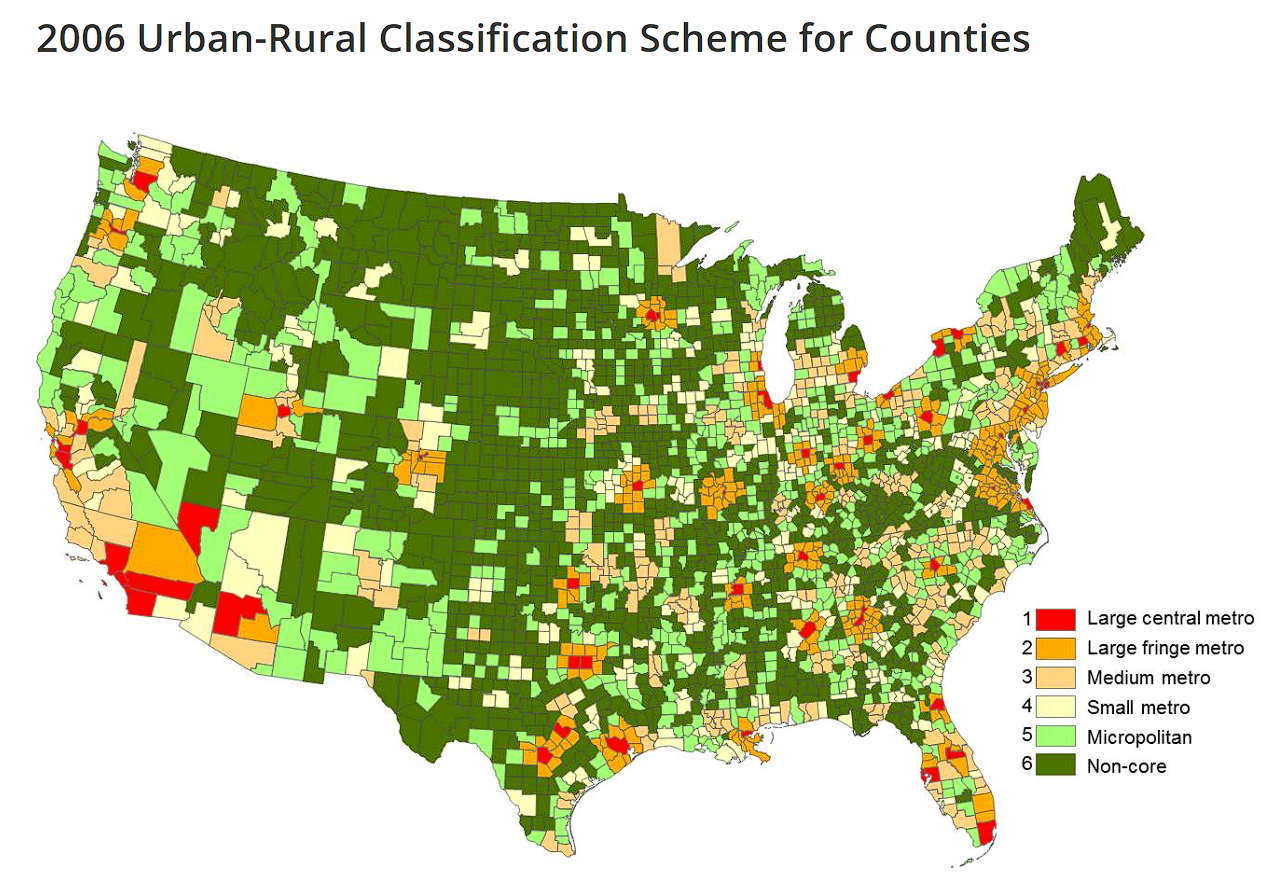 2006 Urban-Rural Classification Scheme for Counties
1 Large central metro
2 Large fringe metro
3 Medium metro
4 Small metro
5 Micropolitan
6 Non-core